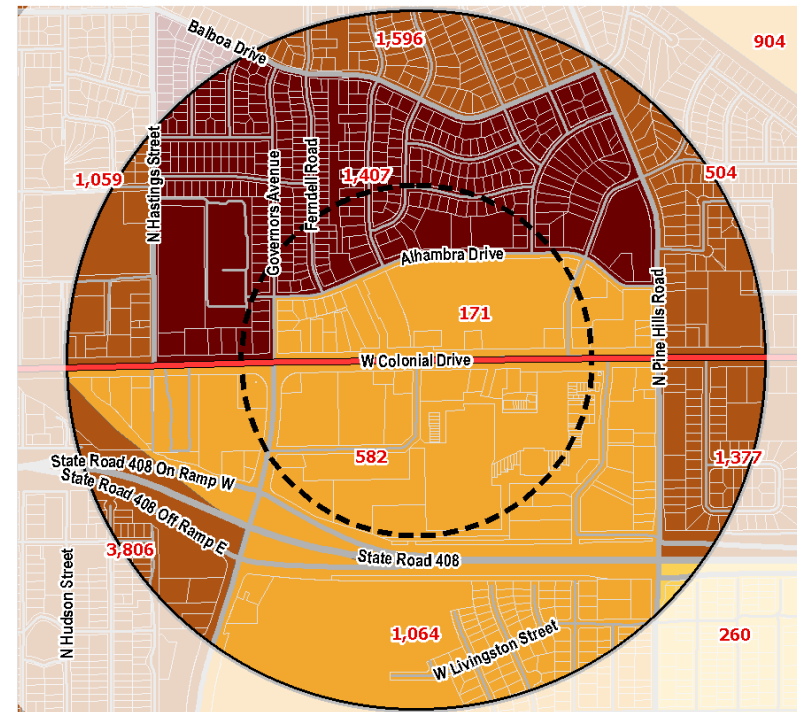 Balboa Drive
1,596
904
1,059
N Hastings Street
Governors Avenue
Ferndell Road
1,407
504
Alhambra Drive
171
N Pine Hills Road
W Colonial Drive
582
1,377
State Road 408 On Ramp W
State Road 408 Off Ramp E
State Road 408
3,806
N Hudson Street
1,064
W Livingston Street
260